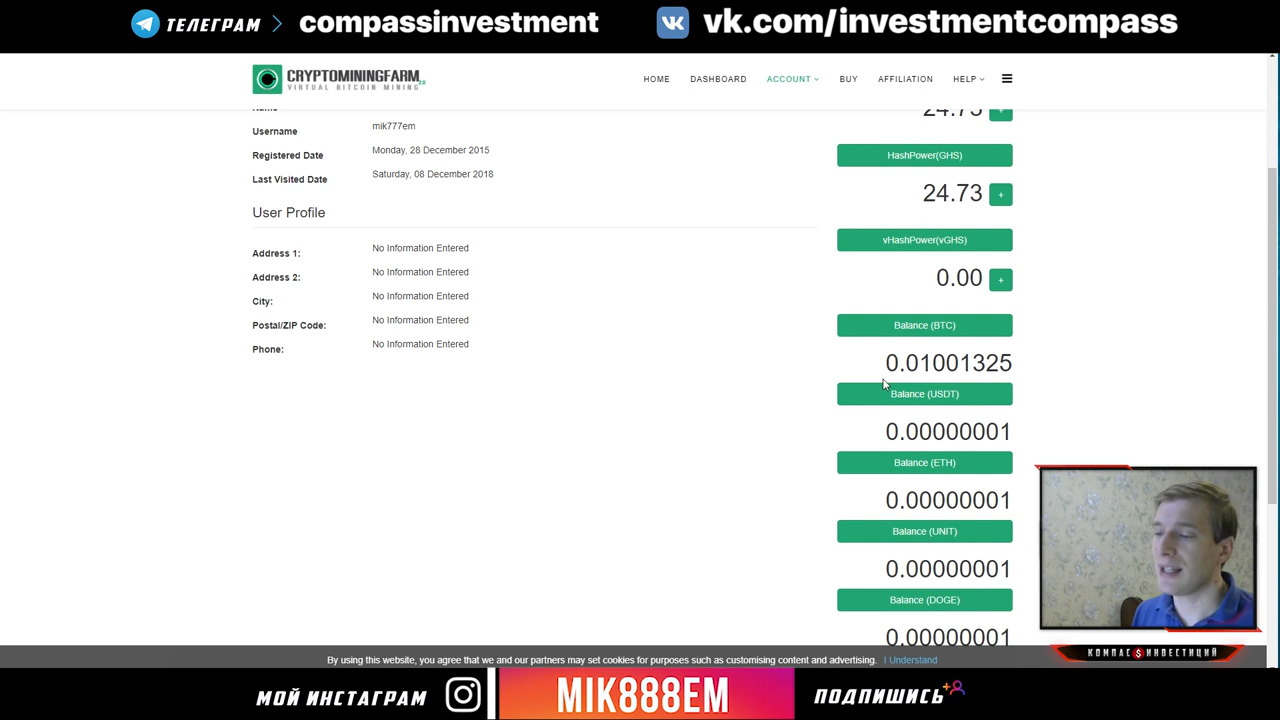 ТЕЛЕГРАМ > compassinvestment
vk.com/investmentcompass
CRYPTOMININGFARM
VIRTUAL BITCOIN MINING
HOME DASHBOARD ACCOUNT BUY AFFILIATION HELP
24.73 +
Username mik777em
Registered Date Monday, 28 December 2015
Last Visited Date Saturday, 08 December 2018
User Profile
Address 1: No Information Entered
Address 2: No Information Entered
City: No Information Entered
Postal/ZIP Code: No Information Entered
Phone: No Information Entered
HashPower(GHS)
24.73 +
vHashPower(vGHS)
0.00 +
Balance (BTC)
0.01001325
Balance (USDT)
0.00000001
Balance (ETH)
0.00000001
Balance (UNIT)
0.00000001
Balance (DOGE)
0.00000001
КОМПАС $ ИНВЕСТИЦИЙ
By using this website, you agree that we and our partners may set cookies for purposes such as customising content and advertising. I Understand
МОЙ ИНСТАГРАМ MIK888EM ПОДПИШИСЬ